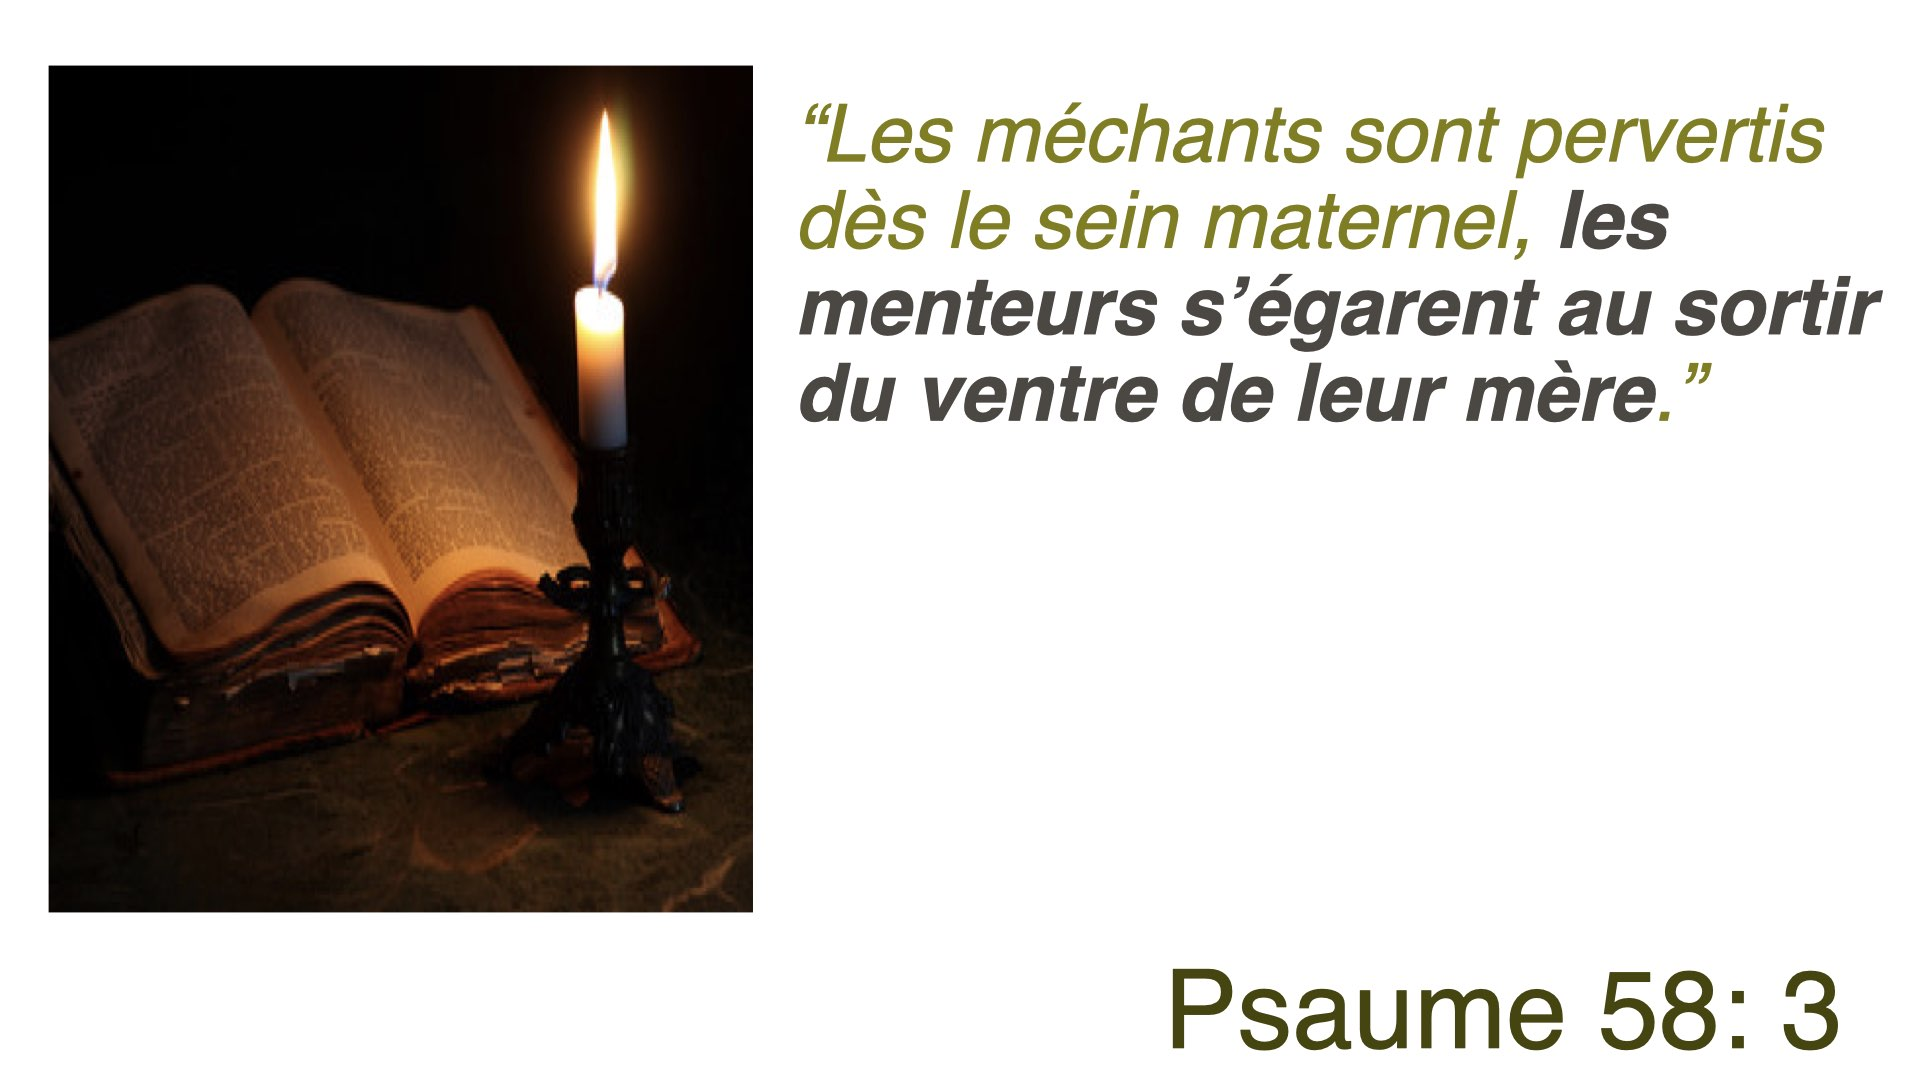 “Les méchants sont pervertis
dès le sein maternel, les
menteurs s’égarent au sortir
du ventre de leur mère.”
Psaume 58: 3